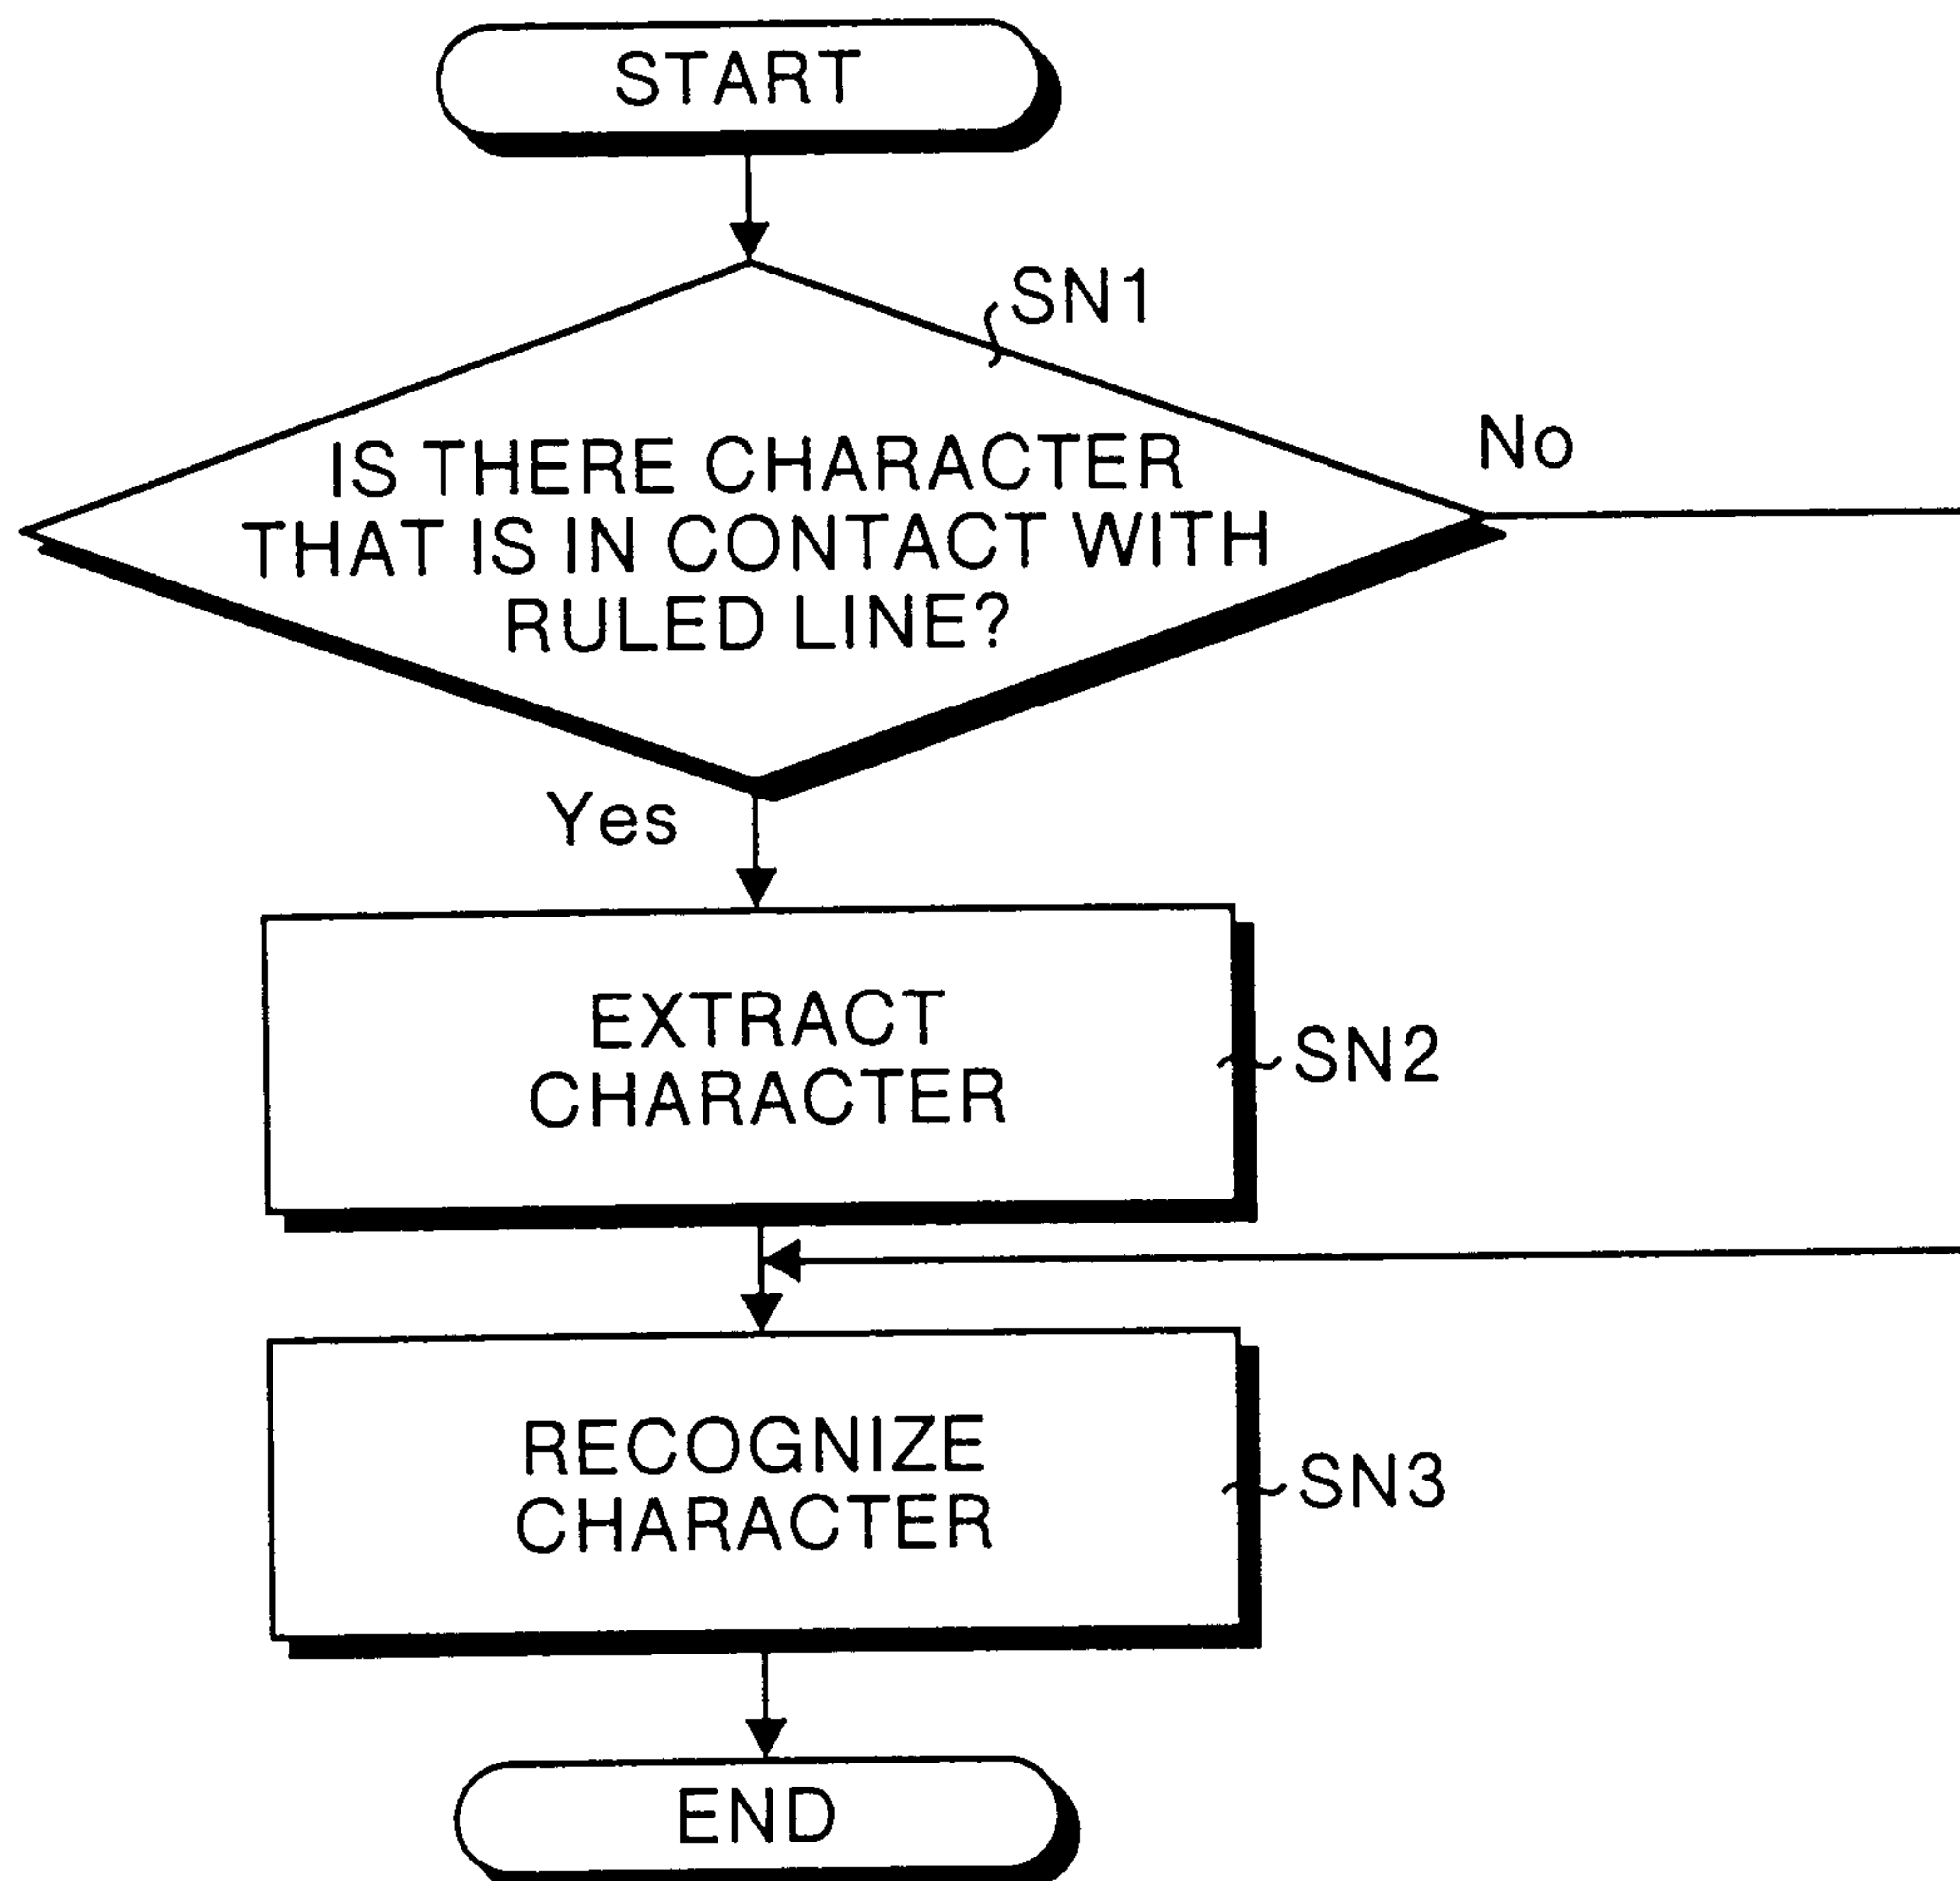 START
SN1
No
IS THERE CHARACTER
THAT IS IN CONTACT WITH
RULED LINE?
Yes
EXTRACT
CHARACTER
SN2
RECOGNIZE
CHARACTER
SN3
END